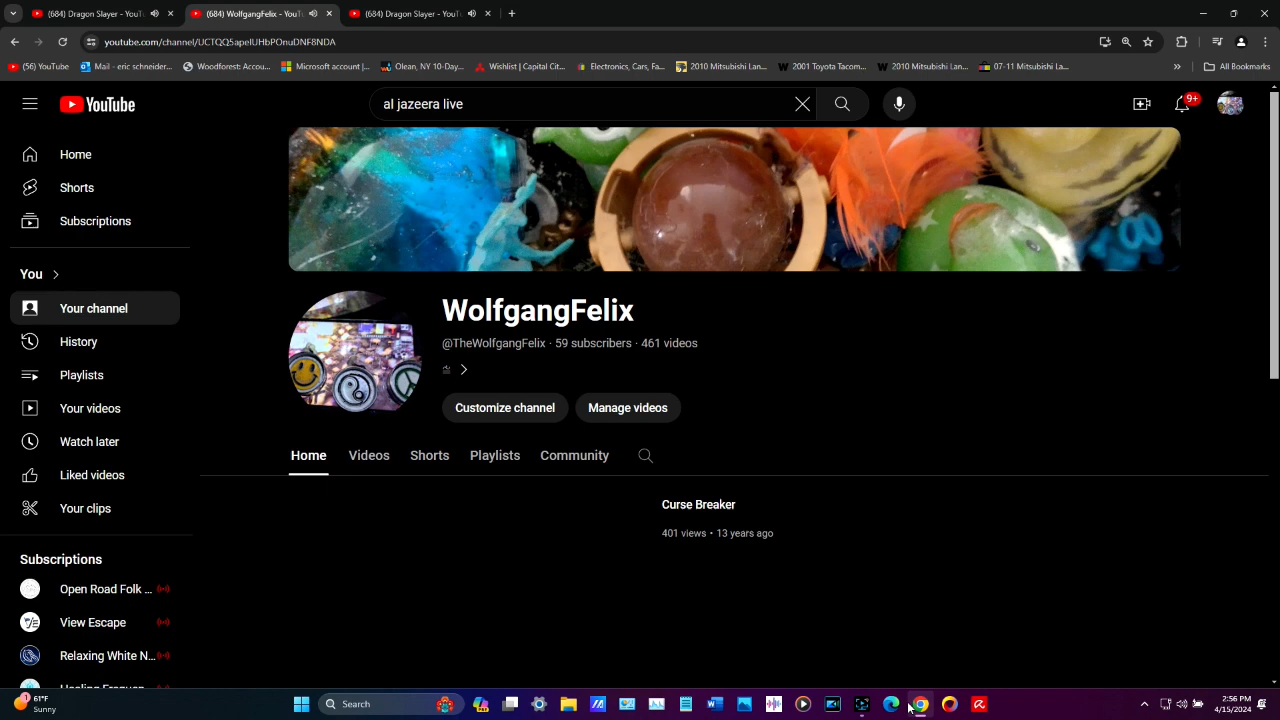 (684) Dragon Slayer - YouT
(684) WolfgangFelix - YouT
(684) Dragon Slayer - YouT
youtube.com/channel/UCTQQ5apeIUHbPOnuDNF8NDA
(56) YouTube
Mail - eric schneider...
Woodforest: Accou...
Microsoft account |...
Olean, NY 10-Day...
Wishlist | Capital Cit...
Electronics, Cars, Fa...
2010 Mitsubishi Lan...
2001 Toyota Tacom...
2010 Mitsubishi Lan...
07-11 Mitsubishi La...
All Bookmarks
YouTube
al jazeera live
9+
Home
Shorts
Subscriptions
You
Your channel
History
Playlists
Your videos
Watch later
Liked videos
Your clips
Subscriptions
Open Road Folk ...
View Escape
Relaxing White N...
WolfgangFelix
@TheWolfgangFelix · 59 subscribers · 461 videos
Customize channel
Manage videos
Home
Videos
Shorts
Playlists
Community
Curse Breaker
401 views • 13 years ago
1
61°F
Sunny
Search
2:56 PM
4/15/2024